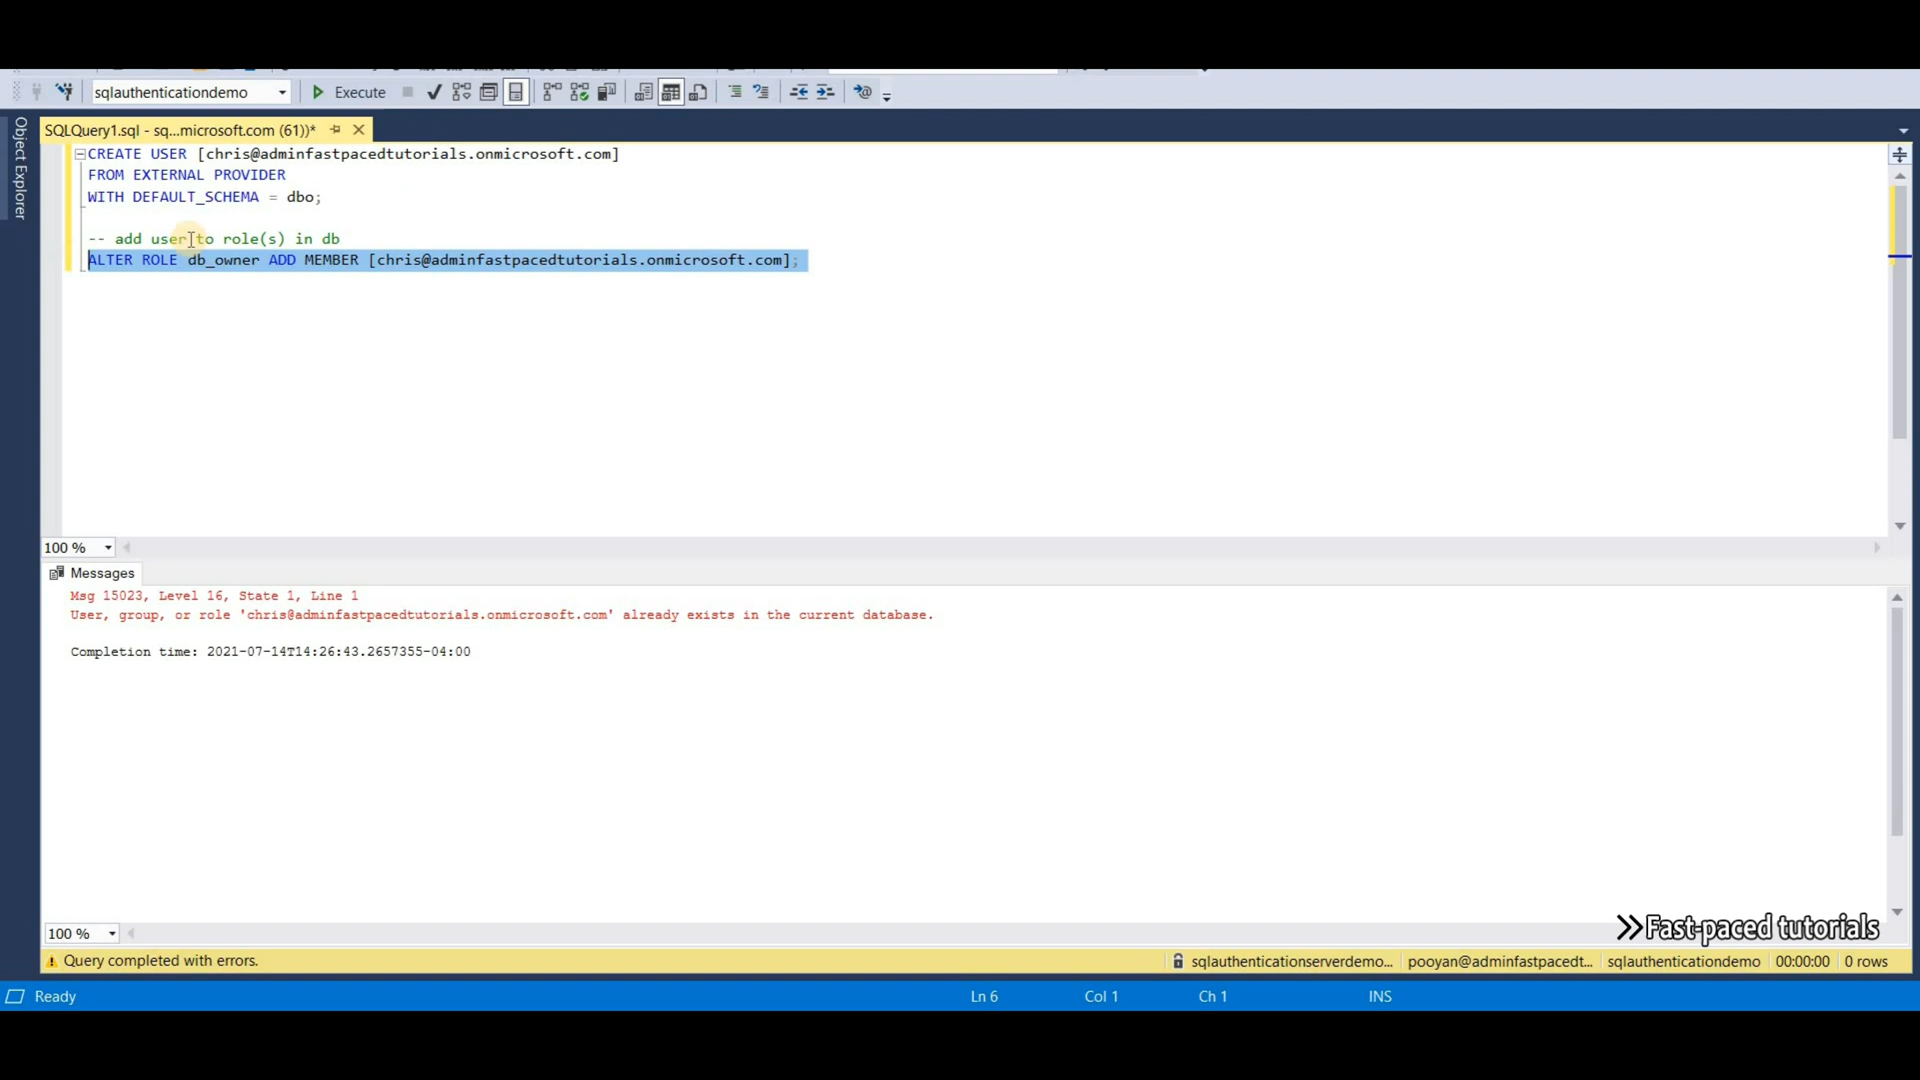 sqlauthenticationdemo
Execute
Object Explorer
SQLQuery1.sql - sq...microsoft.com (61))*
CREATE USER [chris@adminfastpacedtutorials.onmicrosoft.com]
FROM EXTERNAL PROVIDER
WITH DEFAULT_SCHEMA = dbo;
-- add user to role(s) in db
ALTER ROLE db_owner ADD MEMBER [chris@adminfastpacedtutorials.onmicrosoft.com];
100 %
Messages
Msg 15023, Level 16, State 1, Line 1
User, group, or role 'chris@adminfastpacedtutorials.onmicrosoft.com' already exists in the current database.
Completion time: 2021-07-14T14:26:43.2657355-04:00
Fast-paced tutorials
100 %
Query completed with errors.
sqlauthenticationserverdemo... pooyan@adminfastpacedt... sqlauthenticationdemo 00:00:00 0 rows
Ready Ln 6 Col 1 Ch 1 INS